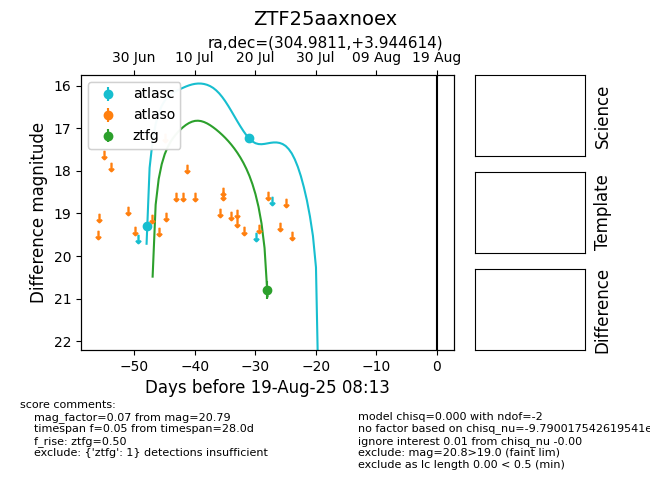 ZTF25aaxnoex
ra,dec=(304.9811,+3.944614)
30 Jun 10 Jul 20 Jul 30 Jul 09 Aug 19 Aug
atlasc
atlaso
ztfg
16
17
18
19
20
21
22
Difference magnitude
−50 −40 −30 −20 −10 0
Days before 19-Aug-25 08:13
Science
Template
Difference
score comments:
mag_factor=0.07 from mag=20.79
timespan f=0.05 from timespan=28.0d
f_rise: ztfg=0.50
exclude: {'ztfg': 1} detections insufficient
model chisq=0.000 with ndof=-2
no factor based on chisq_nu=-9.790017542619541e
ignore interest 0.01 from chisq_nu -0.00
exclude: mag=20.8>19.0 (faint lim)
exclude as lc length 0.00 < 0.5 (min)